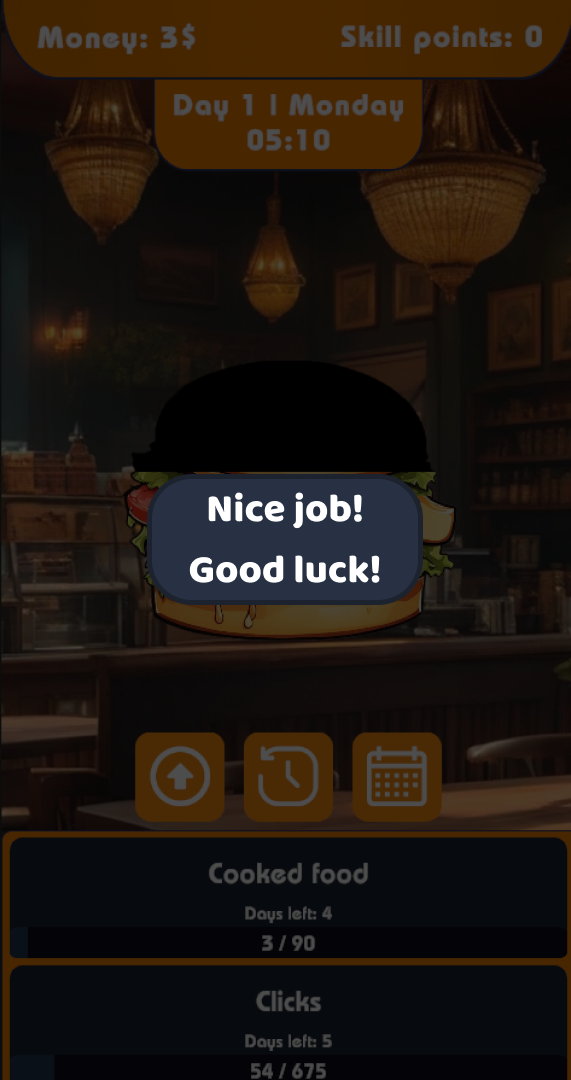 Money: 3$
Skill points: 0
Day 1 | Monday
05:10
Nice job!
Good luck!
Cooked food
Days left: 4
3 / 90
Clicks
Days left: 5
54 / 675